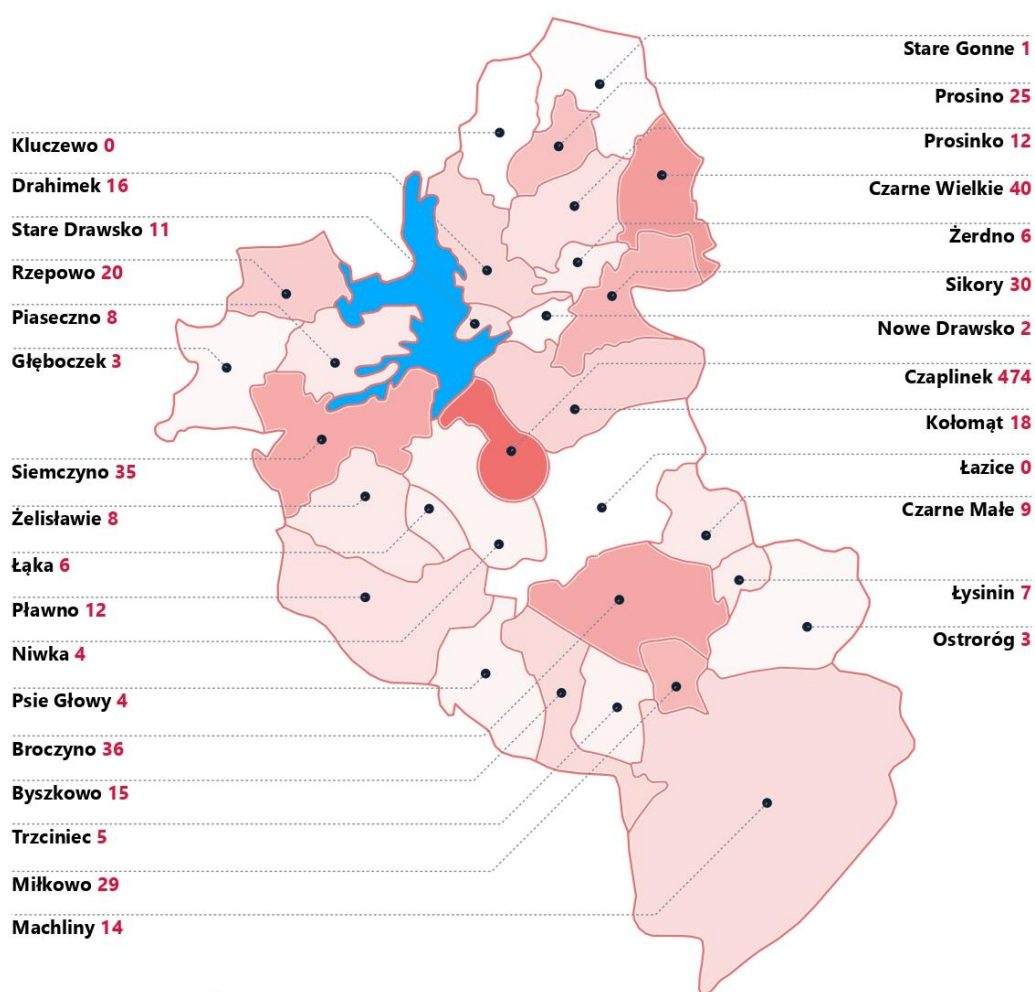 Kluczewo 0
Drahimek 16
Stare Drawsko 11
Rzepowo 20
Piaseczno 8
Głęboczek 3
Siemczyno 35
Żelisławie 8
Łąka 6
Pławno 12
Niwka 4
Psie Głowy 4
Broczyno 36
Byszkowo 15
Trzciniec 5
Miłkowo 29
Machliny 14
Stare Gonne 1
Prosino 25
Prosinko 12
Czarne Wielkie 40
Żerdno 6
Sikory 30
Nowe Drawsko 2
Czaplinek 474
Kołomąt 18
Łazice 0
Czarne Małe 9
Łysinin 7
Ostroróg 3